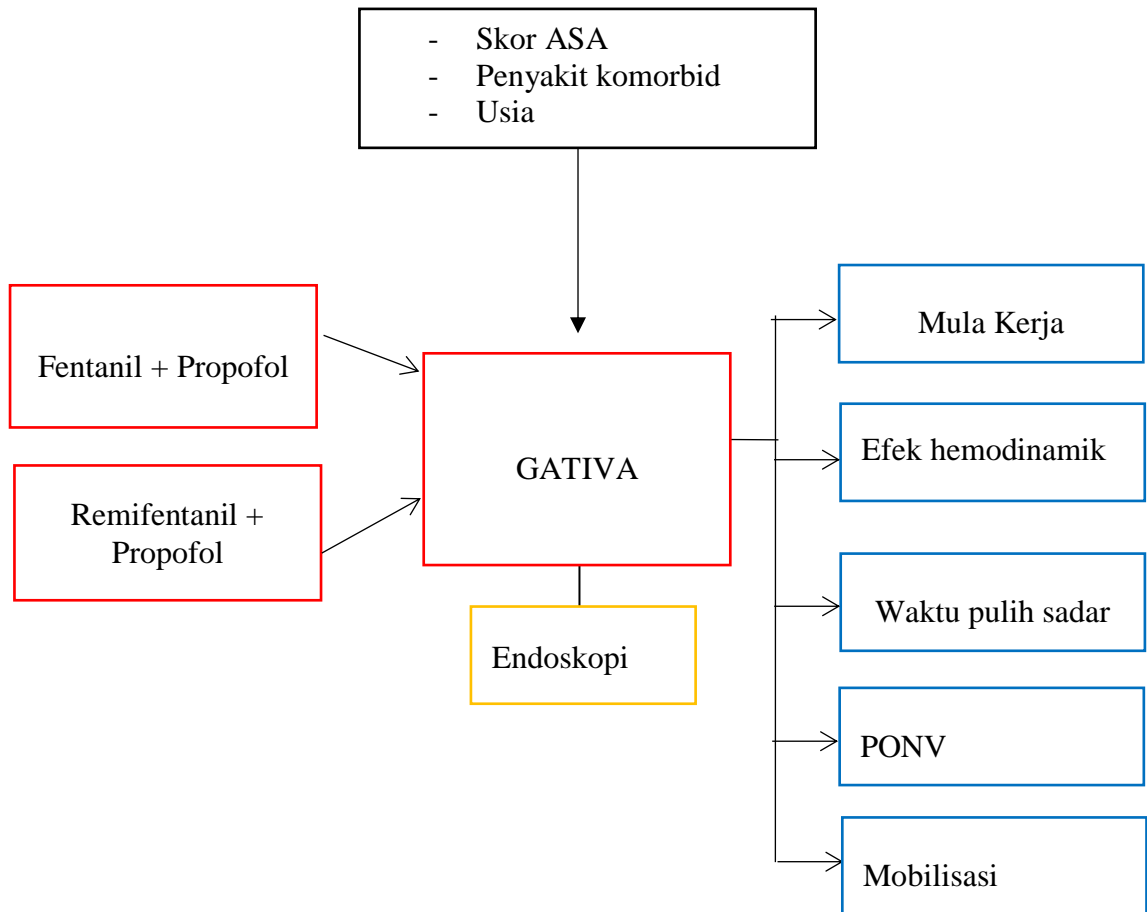 - Skor ASA
- Penyakit komorbid
- Usia
Fentanil + Propofol
Remifentanil +
Propofol
GATIVA
Endoskopi
Mula Kerja
Efek hemodinamik
Waktu pulih sadar
PONV
Mobilisasi